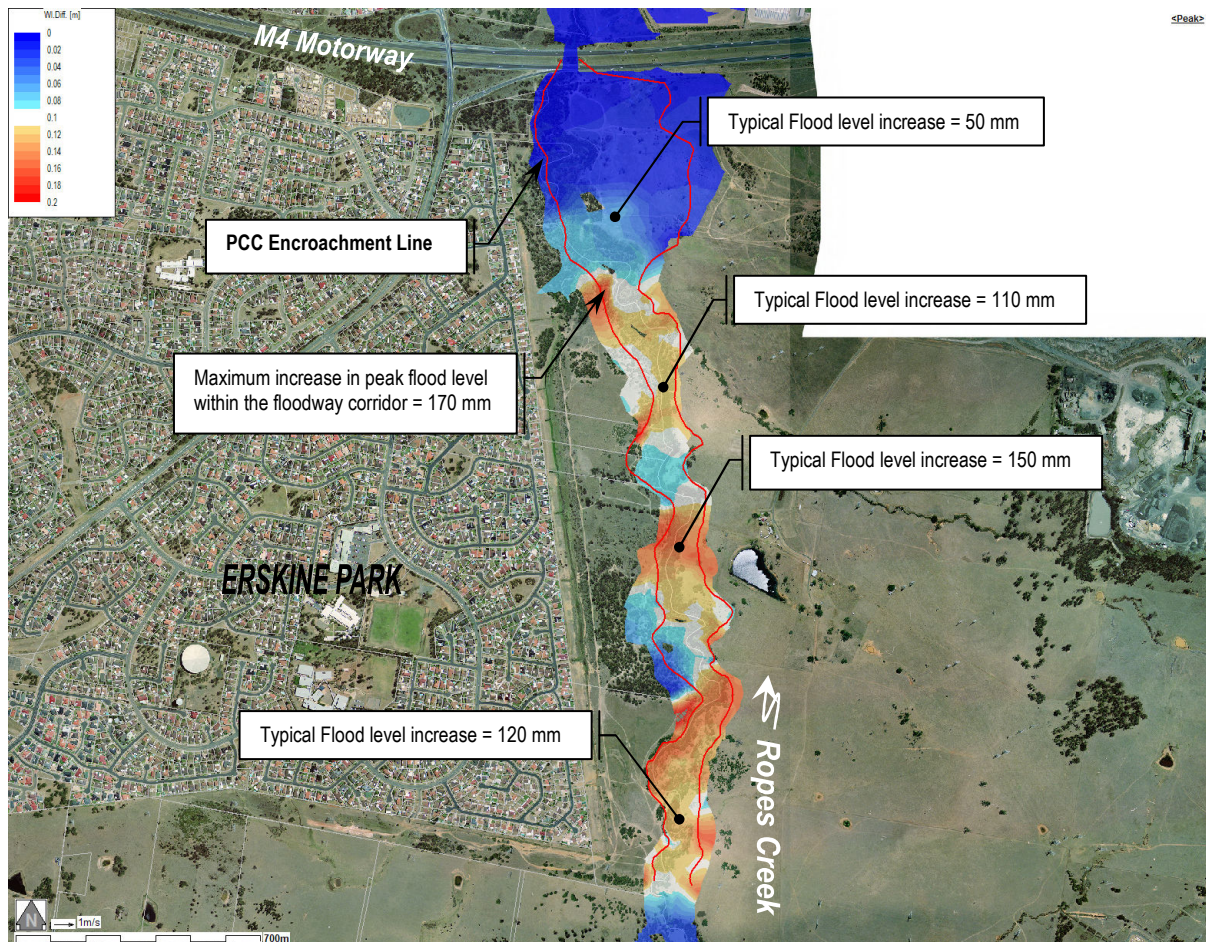 Wl.Diff. [m]
0
0.02
0.04
0.06
0.08
0.1
0.12
0.14
0.16
0.18
0.2
<Peak>
M4 Motorway
Typical Flood level increase = 50 mm
PCC Encroachment Line
Typical Flood level increase = 110 mm
Maximum increase in peak flood level
within the floodway corridor = 170 mm
Typical Flood level increase = 150 mm
ERSKINE PARK
Typical Flood level increase = 120 mm
Ropes Creek
N
1m/s
700m